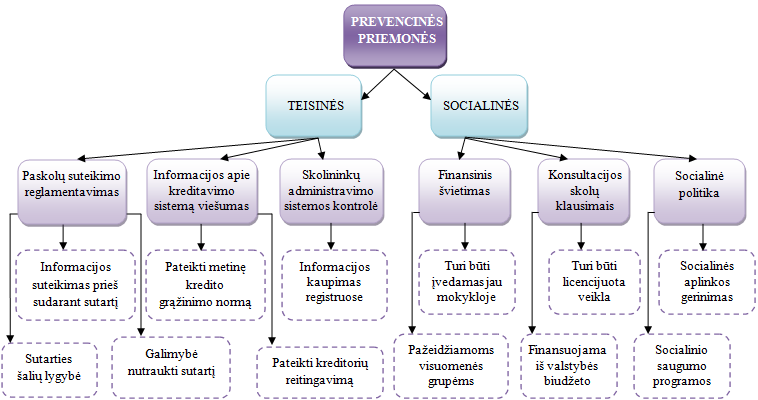 PREVENCINĖS
PRIEMONĖS
TEISINĖS
SOCIALINĖS
Paskolų suteikimo
reglamentavimas
Informacijos apie
kreditavimo
sistemą viešumas
Skolininkų
administravimo
sistemos kontrolė
Finansinis
švietimas
Konsultacijos
skolų
klausimais
Socialinė
politika
Informacijos
suteikimas prieš
sudarant sutartį
Pateikti metinę
kredito
grąžinimo normą
Informacijos
kaupimas
registruose
Turi būti
įvedamas jau
mokykloje
Turi būti
licencijuota
veikla
Socialinės
aplinkos
gerinimas
Sutarties
šalių lygybė
Galimybė
nutraukti sutartį
Pateikti kreditorių
reitingavimą
Pažeidžiamoms
visuomenės
grupėms
Finansuojama
iš valstybės
biudžeto
Socialinio
saugumo
programos